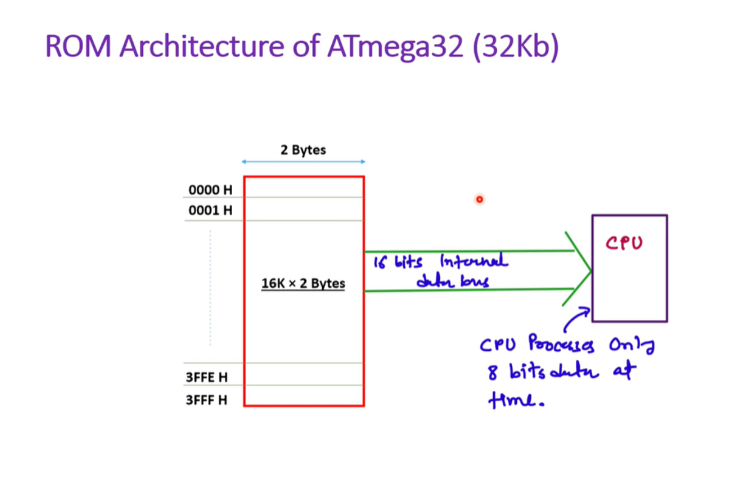 ROM Architecture of ATmega32 (32Kb)
2 Bytes
0000 H
0001 H
16K × 2 Bytes
3FFE H
3FFF H
16 bits Internal
data bus
CPU
CPU Processes Only
8 bits data at
time.